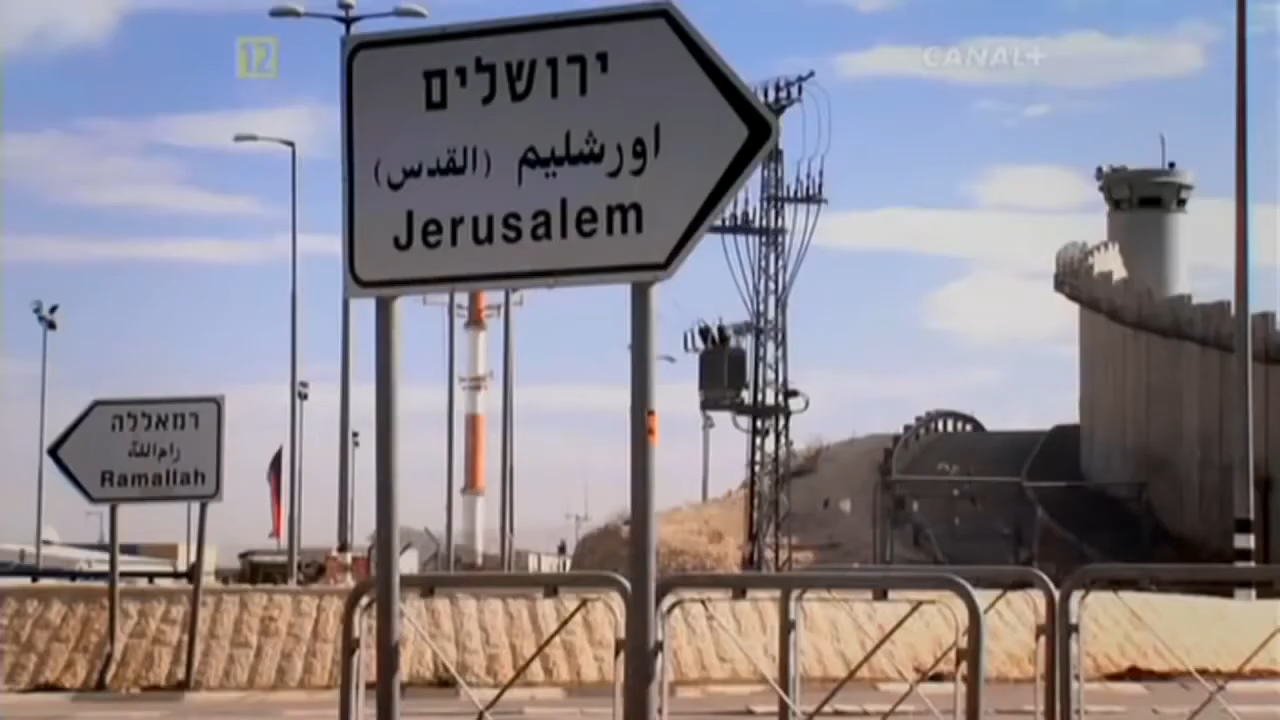 12
CANAL+
ירושלים
اورشليم (القدس)
Jerusalem
רמאללה
رام الله
Ramallah